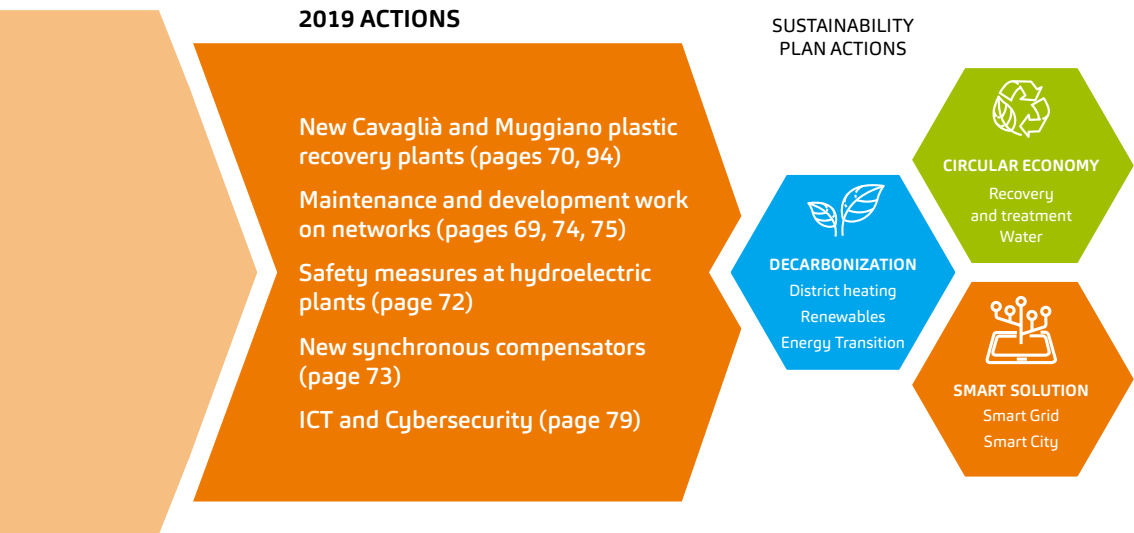 2019 ACTIONS
New Cavaglià and Muggiano plastic
recovery plants (pages 70, 94)
Maintenance and development work
on networks (pages 69, 74, 75)
Safety measures at hydroelectric
plants (page 72)
New synchronous compensators
(page 73)
ICT and Cybersecurity (page 79)
SUSTAINABILITY
PLAN ACTIONS
CIRCULAR ECONOMY
Recovery
and treatment
Water
DECARBONIZATION
District heating
Renewables
Energy Transition
SMART SOLUTION
Smart Grid
Smart City